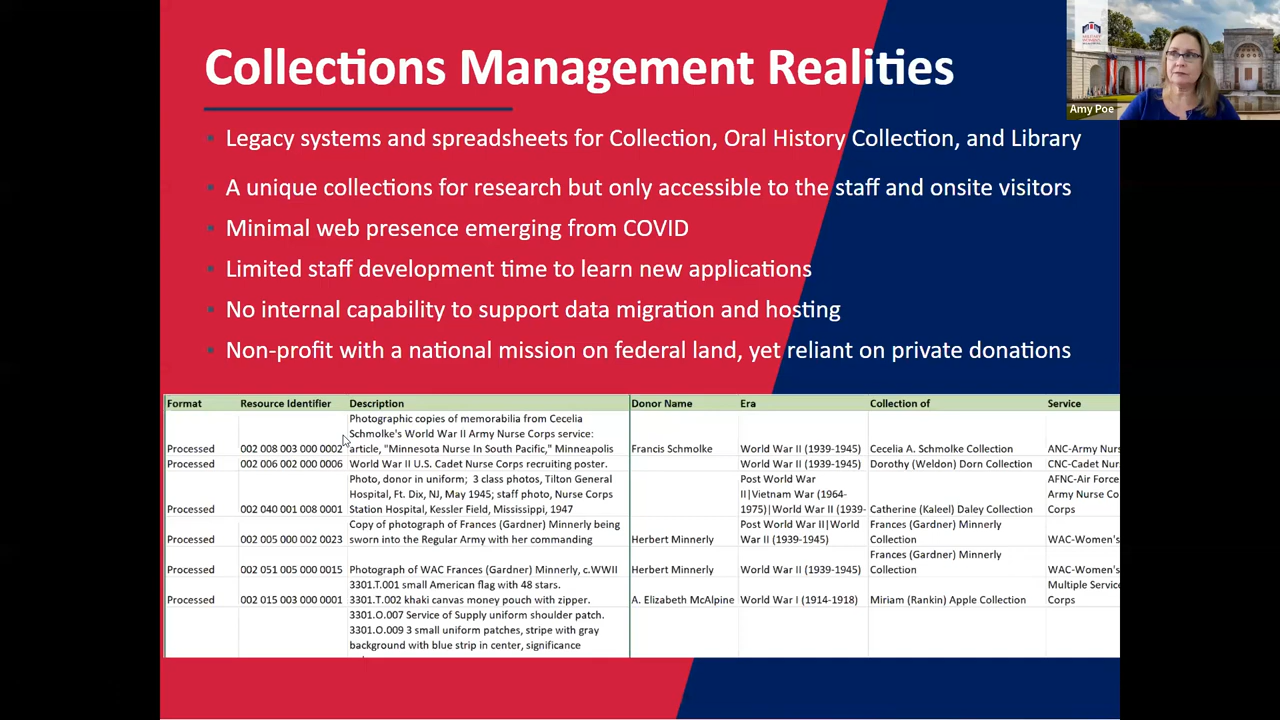 Collections Management Realities
Amy Poe
Legacy systems and spreadsheets for Collection, Oral History Collection, and Library
A unique collections for research but only accessible to the staff and onsite visitors
Minimal web presence emerging from COVID
Limited staff development time to learn new applications
No internal capability to support data migration and hosting
Non-profit with a national mission on federal land, yet reliant on private donations
Format Resource Identifier Description Donor Name Era Collection of Service
Photographic copies of memorabilia from Cecelia
Schmolke's World War II Army Nurse Corps service:
Processed 002 008 003 000 0002 article, "Minnesota Nurse In South Pacific," Minneapolis Francis Schmolke World War II (1939-1945) Cecelia A. Schmolke Collection ANC-Army Nur
Processed 002 006 002 000 0006 World War II U.S. Cadet Nurse Corps recruiting poster. World War II (1939-1945) Dorothy (Weldon) Dorn Collection CNC-Cadet Nur
Photo, donor in uniform; 3 class photos, Tilton General Post World War AFNC-Air Force
Hospital, Ft. Dix, NJ, May 1945; staff photo, Nurse Corps II|Vietnam War (1964- Army Nurse Co
Processed 002 040 001 008 0001 Station Hospital, Kessler Field, Mississippi, 1947 1975)|World War II (1939- Catherine (Kaleel) Daley Collection Corps
Copy of photograph of Frances (Gardner) Minnerly being Post World War II|World Frances (Gardner) Minnerly
Processed 002 005 000 002 0023 sworn into the Regular Army with her commanding Herbert Minnerly War II (1939-1945) Collection WAC-Women's
Frances (Gardner) Minnerly
Processed 002 051 005 000 0015 Photograph of WAC Frances (Gardner) Minnerly, c.WWII Herbert Minnerly World War II (1939-1945) Collection WAC-Women's
3301.T.001 small American flag with 48 stars. Multiple Service
Processed 002 015 003 000 0001 3301.T.002 khaki canvas money pouch with zipper. A. Elizabeth McAlpine World War I (1914-1918) Miriam (Rankin) Apple Collection Corps
3301.O.007 Service of Supply uniform shoulder patch.
3301.O.009 3 small uniform patches, stripe with gray
background with blue strip in center, significance